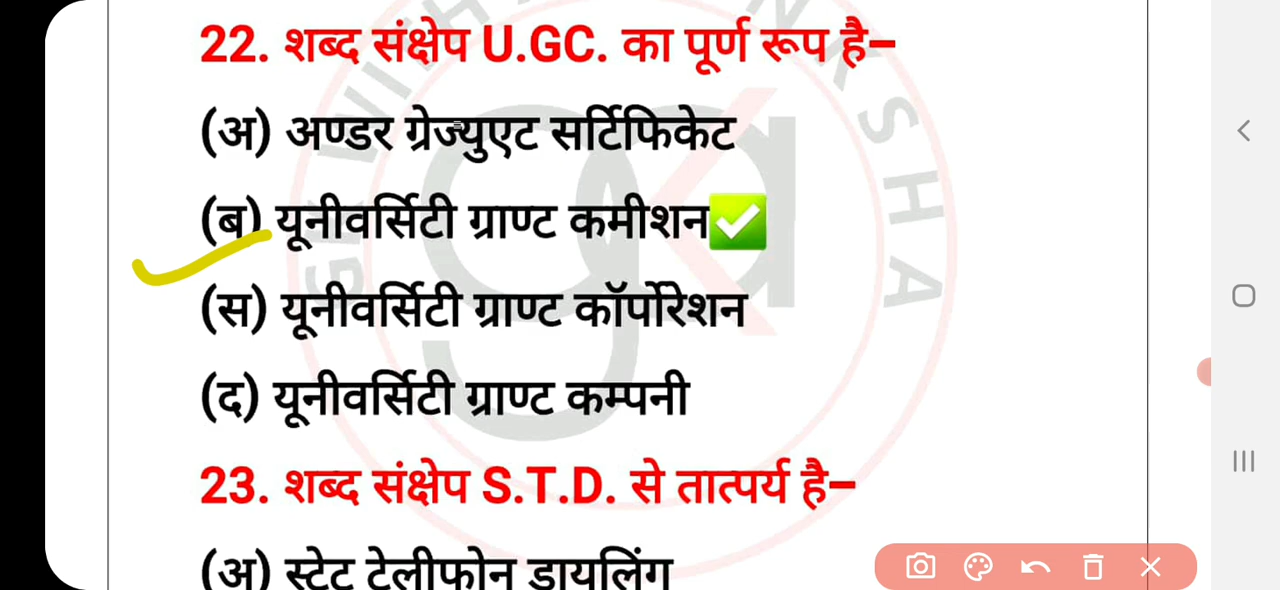 22. शब्द संक्षेप U.GC. का पूर्ण रूप है–
(अ) अण्डर ग्रेज्युएट सर्टिफिकेट
(ब) यूनीवर्सिटी ग्राण्ट कमीशन✅
(स) यूनीवर्सिटी ग्राण्ट कॉर्पोरेशन
(द) यूनीवर्सिटी ग्राण्ट कम्पनी
23. शब्द संक्षेप S.T.D. से तात्पर्य है–
(अ) स्टेट टेलीफोन डायलिंग